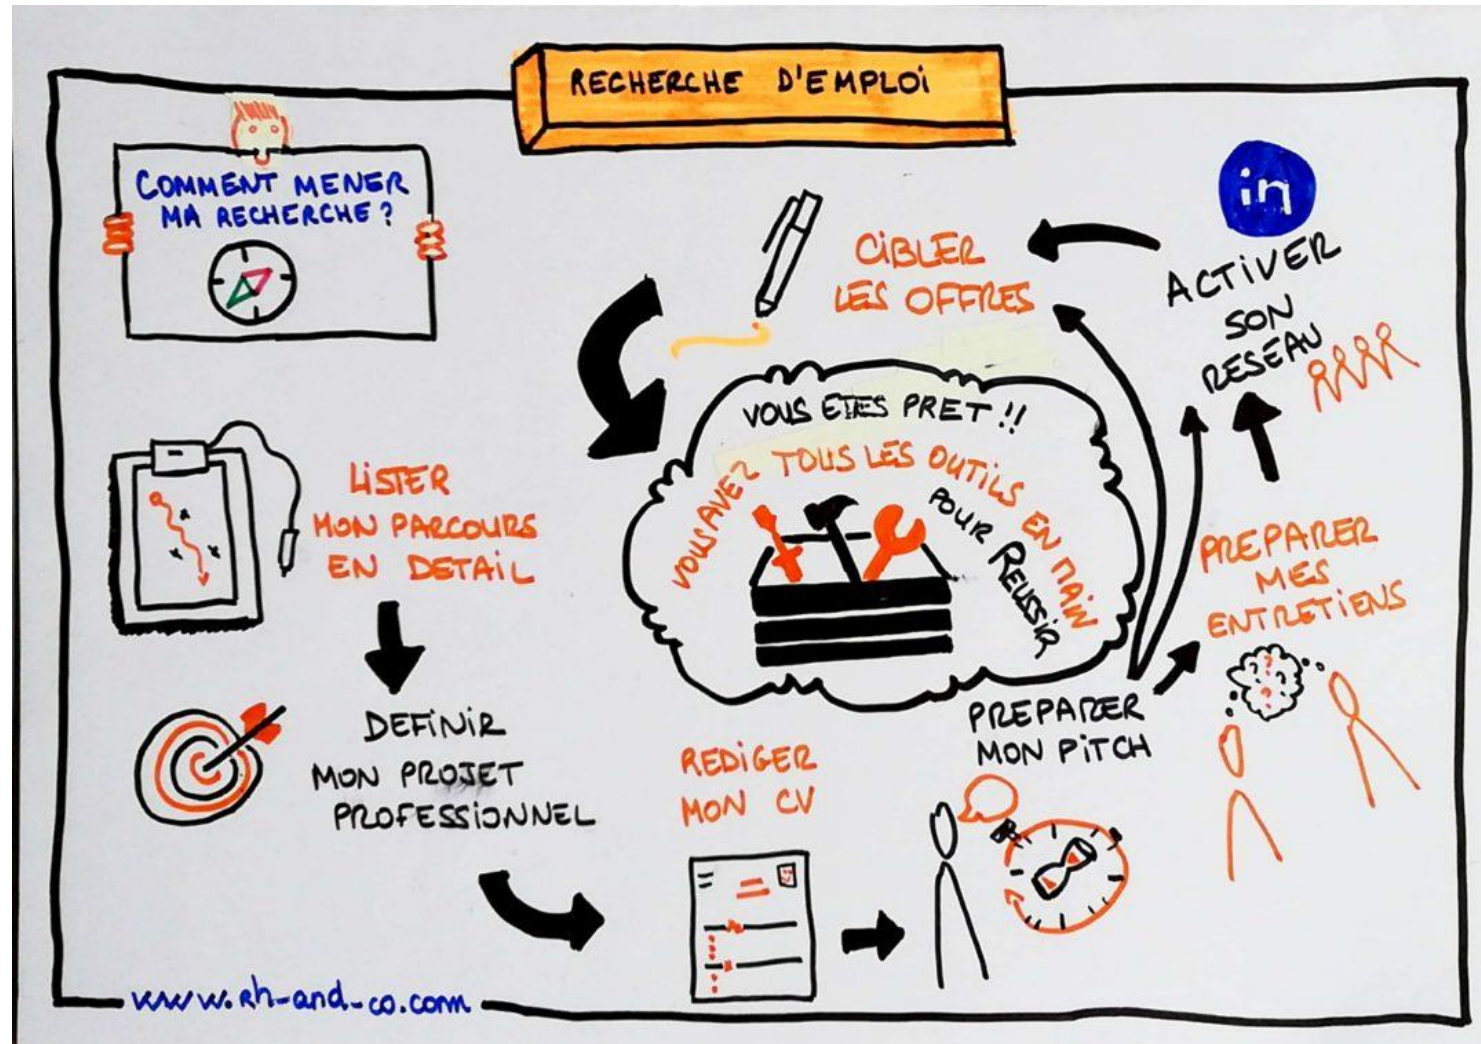 RECHERCHE D'EMPLOI
COMMENT MENER
MA RECHERCHE ?
LISTER
MON PARCOURS
EN DETAIL
DEFINIR
MON PROJET
PROFESSIONNEL
REDIGER
MON CV
PREPARER
MON PITCH
PREPARER
MES
ENTRETIENS
in
ACTIVER
SON
RESEAU
CIBLER
LES OFFRES
VOUS ETES PRET !!
VOUS AVEZ TOUS LES OUTILS EN MAIN
POUR REUSSIR
www.rh-and-co.com